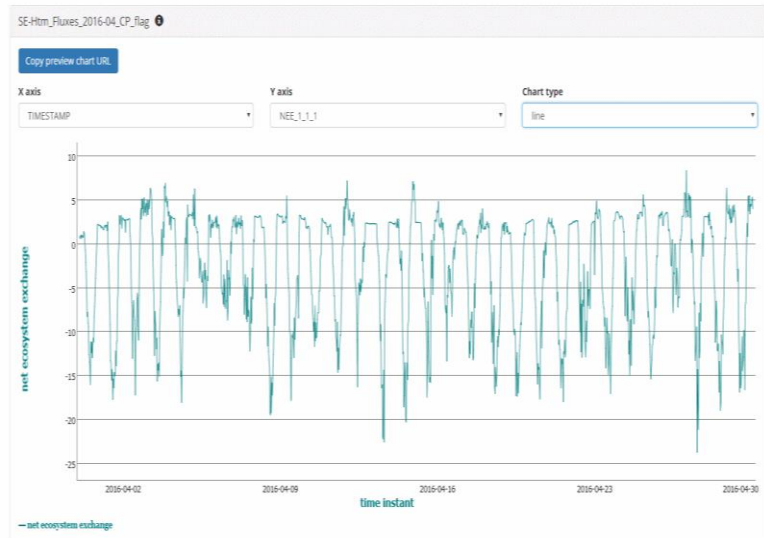 SE-Htm_Fluxes_2016-04_CP_flag
Copy preview chart URL
X axis Y axis Chart type
TIMESTAMP NEE_1_1_1 line
10
5
0
-5
-10
-15
-20
-25
net ecosystem exchange
2016-04-02 2016-04-09 2016-04-16 2016-04-23 2016-04-30
time instant
net ecosystem exchange